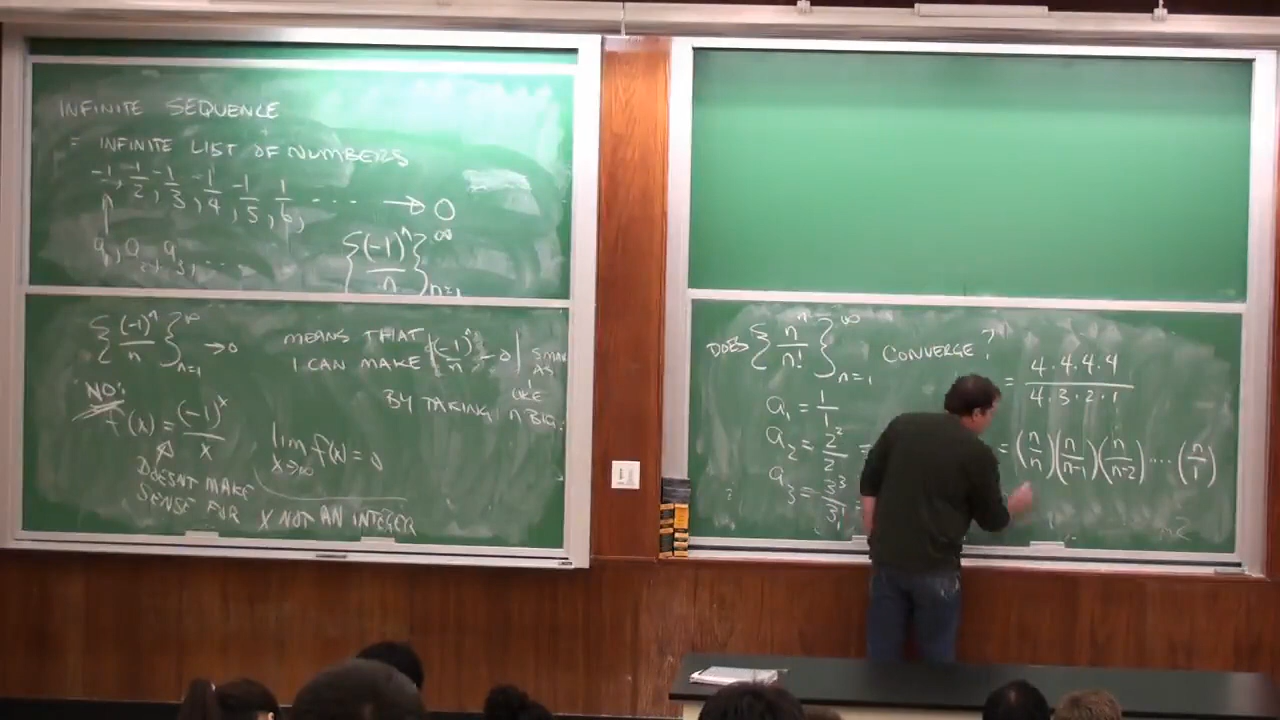 INFINITE SEQUENCE
= INFINITE LIST OF NUMBERS
-1, 1/2, -1/3, 1/4, -1/5, 1/6, .... → 0
a₁, a₂, a₃, ....
{(-1)ⁿ/n}∞ n=1
{(-1)ⁿ/n}∞ n=1 → 0
MEANS THAT
I CAN MAKE |(-1)ⁿ/n - 0|
AS
LIKE
BY TAKING n BIG.
"NO":
f(x) = (-1)ˣ/x
lim x→∞ f(x) = 0
DOESNT MAKE
SENSE FOR X NOT AN INTEGER
DOES {nⁿ/n!}∞ n=1 CONVERGE?
a₁ = 1/1
a₂ = 2²/2! =
a₃ = 3³/3! =
= 4·4·4·4/4·3·2·1
= (n/n)(n/n-1)(n/n-2)....(n/1)